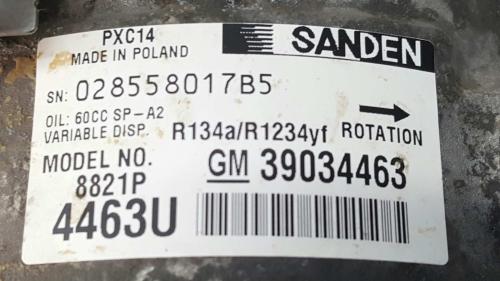 PXC14
MADE IN POLAND
SANDEN
SN: 028558017B5
OIL: 60CC SP-A2
VARIABLE DISP.
R134a/R1234yf ROTATION
MODEL NO.
8821P
GM 39034463
4463U